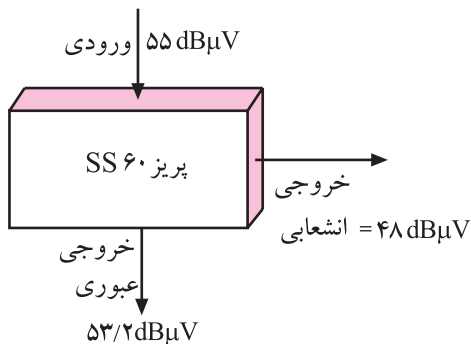 ورودی ۵۵ dBμV
پریز SS ۶۰
خروجی
انشعابی = ۴۸ dBμV
خروجی
عبوری
۵۳/۲dBμV